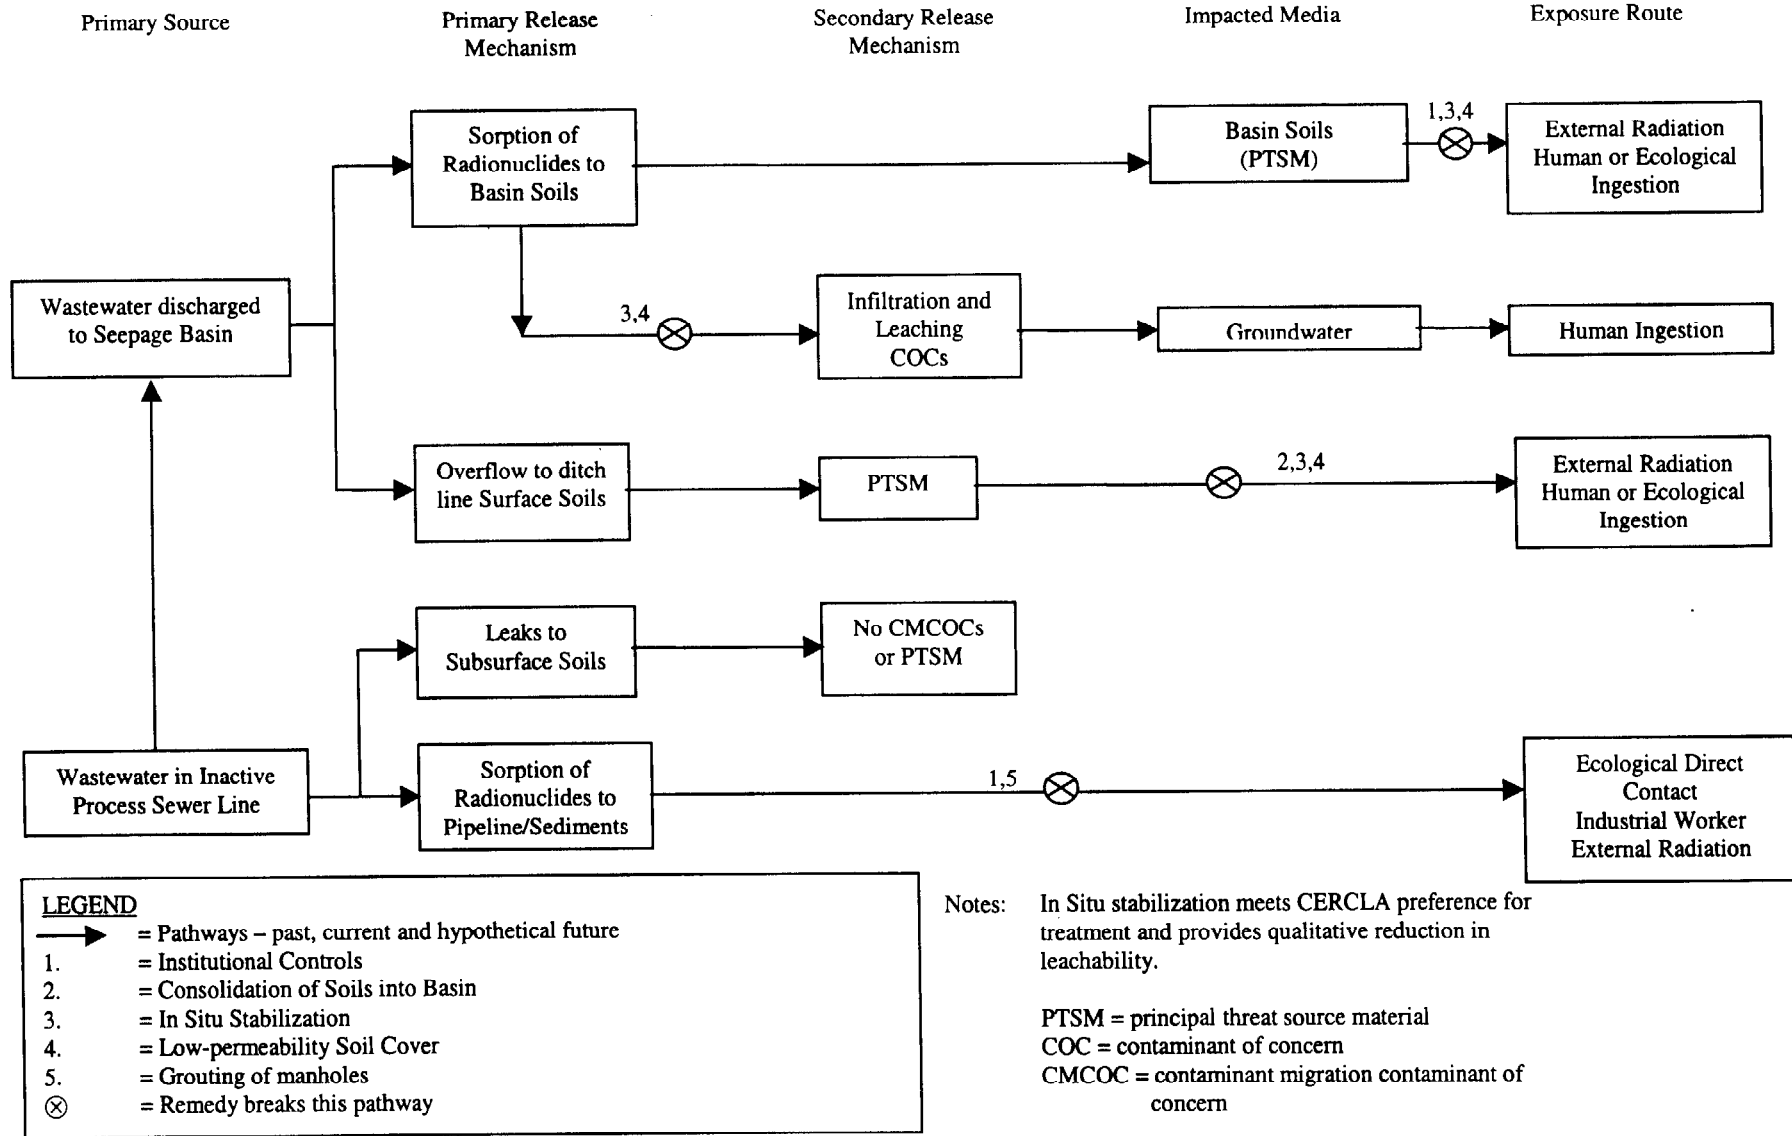 Primary Source
Primary Release
Mechanism
Secondary Release
Mechanism
Impacted Media
Exposure Route
Sorption of
Radionuclides to
Basin Soils
Basin Soils
(PTSM)
1,3,4
External Radiation
Human or Ecological
Ingestion
Wastewater discharged
to Seepage Basin
3,4
Infiltration and
Leaching
COCs
Groundwater
Human Ingestion
Overflow to ditch
line Surface Soils
PTSM
2,3,4
External Radiation
Human or Ecological
Ingestion
Leaks to
Subsurface Soils
No CMCOCs
or PTSM
Wastewater in Inactive
Process Sewer Line
Sorption of
Radionuclides to
Pipeline/Sediments
1,5
Ecological Direct
Contact
Industrial Worker
External Radiation
LEGEND
= Pathways – past, current and hypothetical future
1. = Institutional Controls
2. = Consolidation of Soils into Basin
3. = In Situ Stabilization
4. = Low-permeability Soil Cover
5. = Grouting of manholes
⊗ = Remedy breaks this pathway
Notes: In Situ stabilization meets CERCLA preference for
treatment and provides qualitative reduction in
leachability.
PTSM = principal threat source material
COC = contaminant of concern
CMCOC = contaminant migration contaminant of
concern